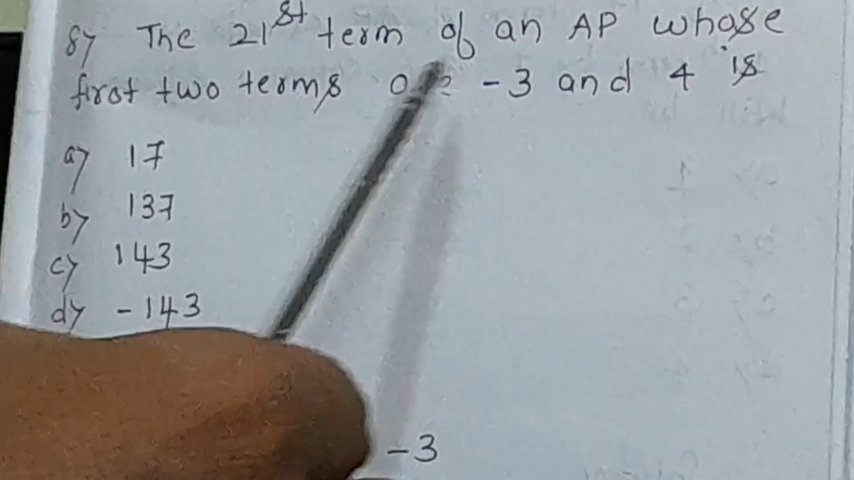 8) The 21st term of an AP whose
first two terms are -3 and 4 is
a) 17
b) 137
c) 143
d) -143
-3